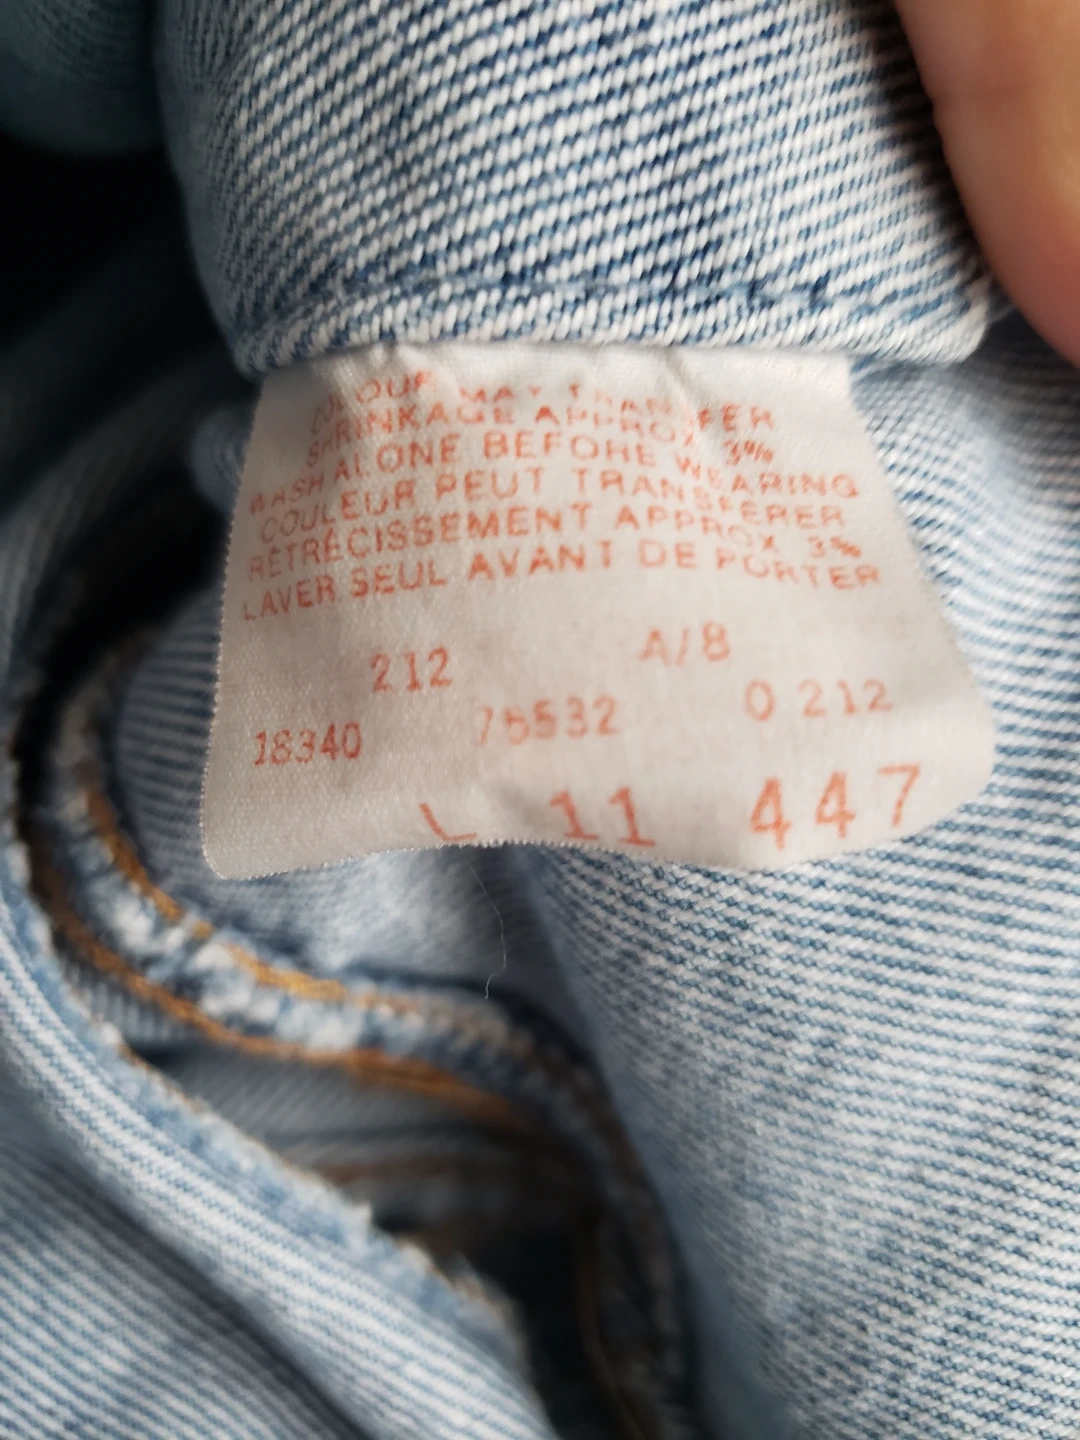 COLOUR MAY TRANSFER
SHRINKAGE APPROX 3%
WASH ALONE BEFORE WEARING
COULEUR PEUT TRANSFERER
RÉTRÉCISSEMENT APPROX 3%
LAVER SEUL AVANT DE PORTER
212 A/8
18340 75532 0 212
L 11 447